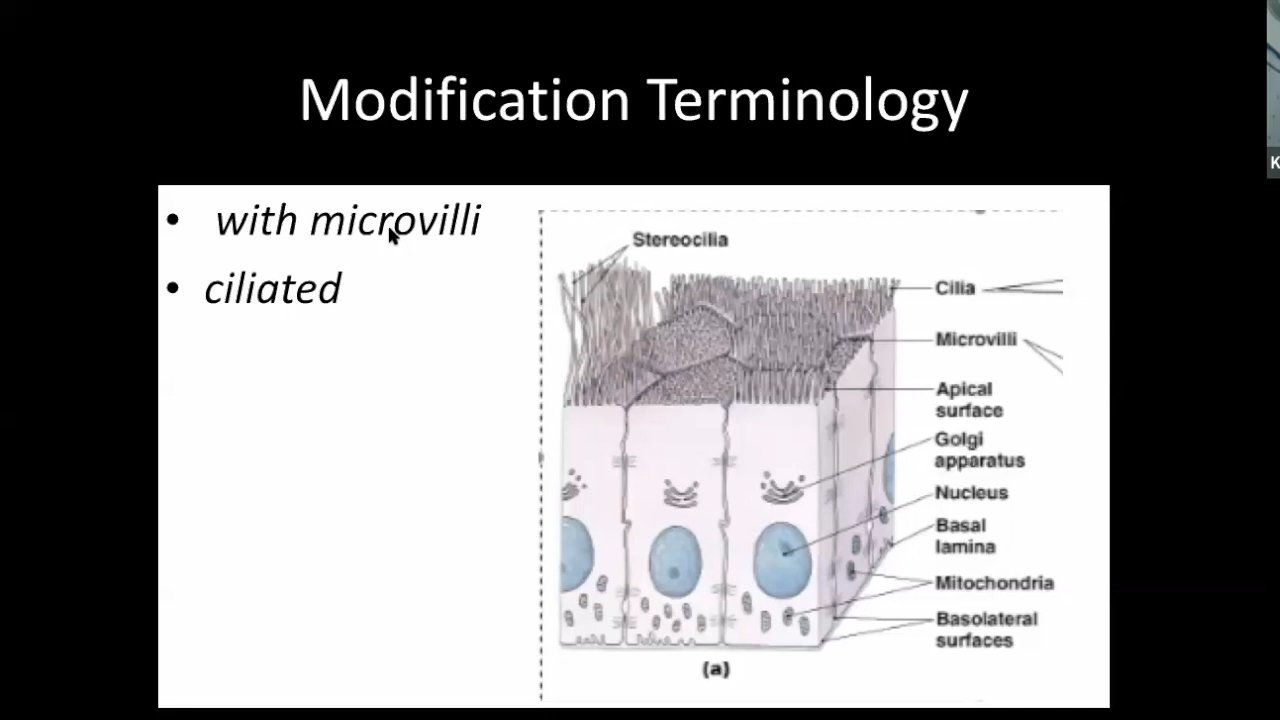 Modification Terminology
• with microvilli
• ciliated
Stereocilia
Cilia
Microvilli
Apical
surface
Golgi
apparatus
Nucleus
Basal
lamina
Mitochondria
Basolateral
surfaces
(a)
K